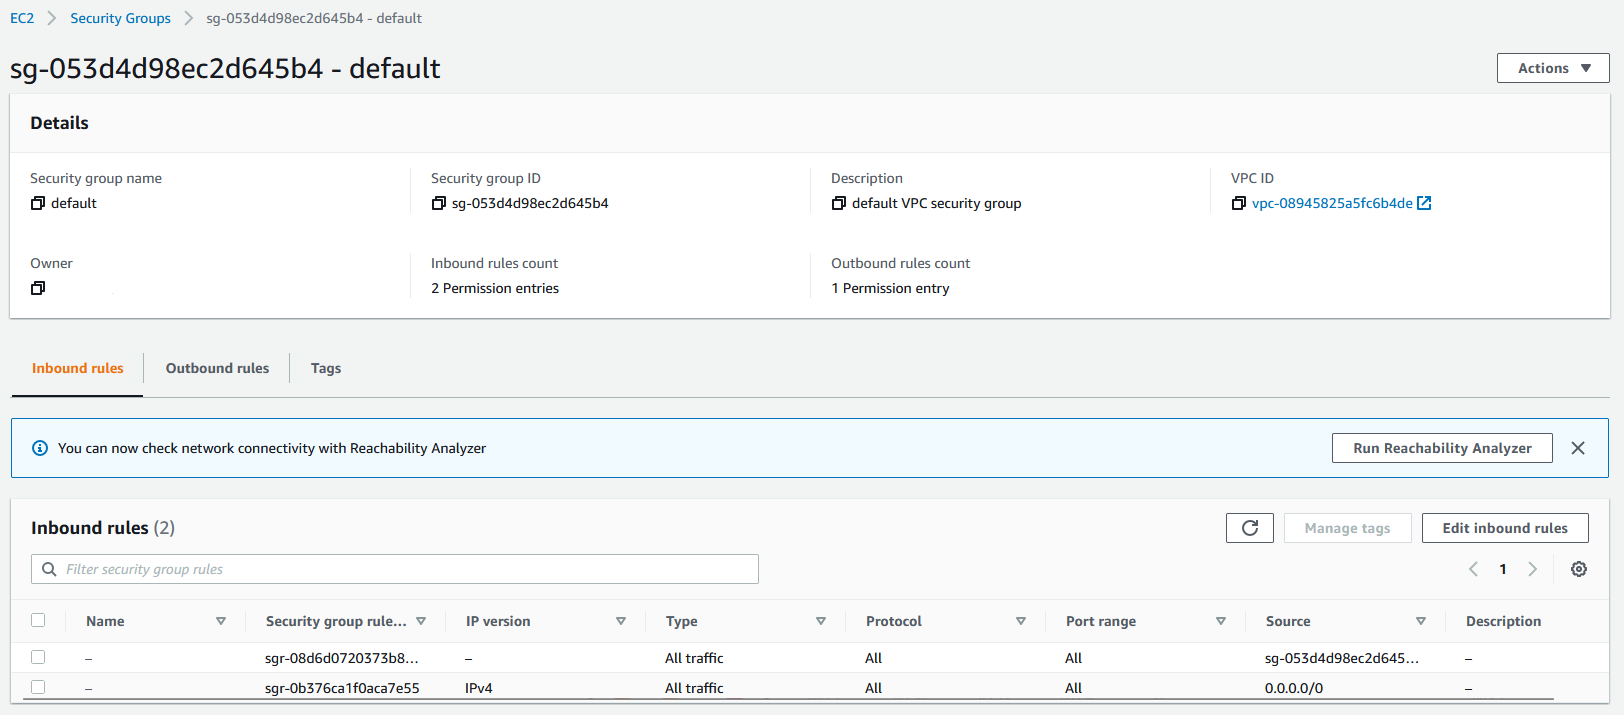 EC2 > Security Groups > sg-053d4d98ec2d645b4 - default
sg-053d4d98ec2d645b4 - default
Actions
Details
Security group name
default
Security group ID
sg-053d4d98ec2d645b4
Description
default VPC security group
VPC ID
vpc-08945825a5fc6b4de
Owner
Inbound rules count
2 Permission entries
Outbound rules count
1 Permission entry
Inbound rules Outbound rules Tags
You can now check network connectivity with Reachability Analyzer
Run Reachability Analyzer
Inbound rules (2)
Manage tags
Edit inbound rules
Filter security group rules
1
Name Security group rule... IP version Type Protocol Port range Source Description
– sgr-08d6d0720373b8... – All traffic All All sg-053d4d98ec2d645... –
– sgr-0b376ca1f0aca7e55 IPv4 All traffic All All 0.0.0.0/0 –